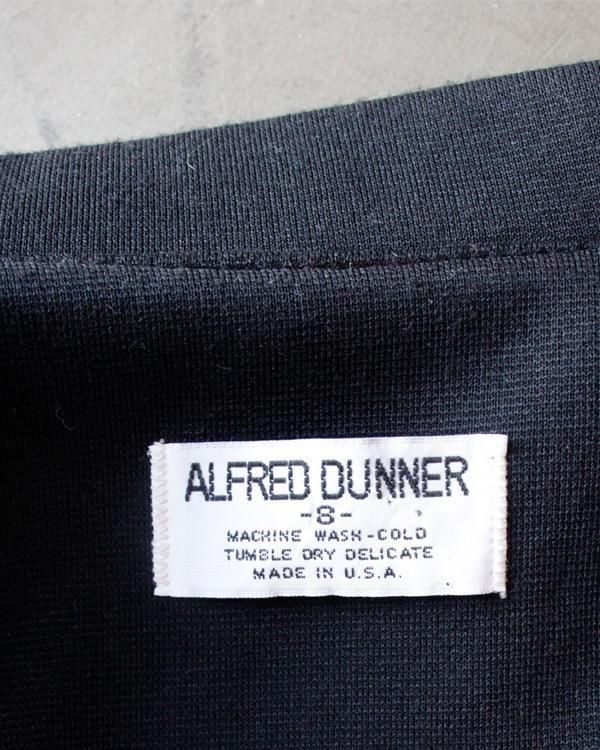 ALFRED DUNNER
-8-
MACHINE WASH-COLD
TUMBLE DRY DELICATE
MADE IN U.S.A.